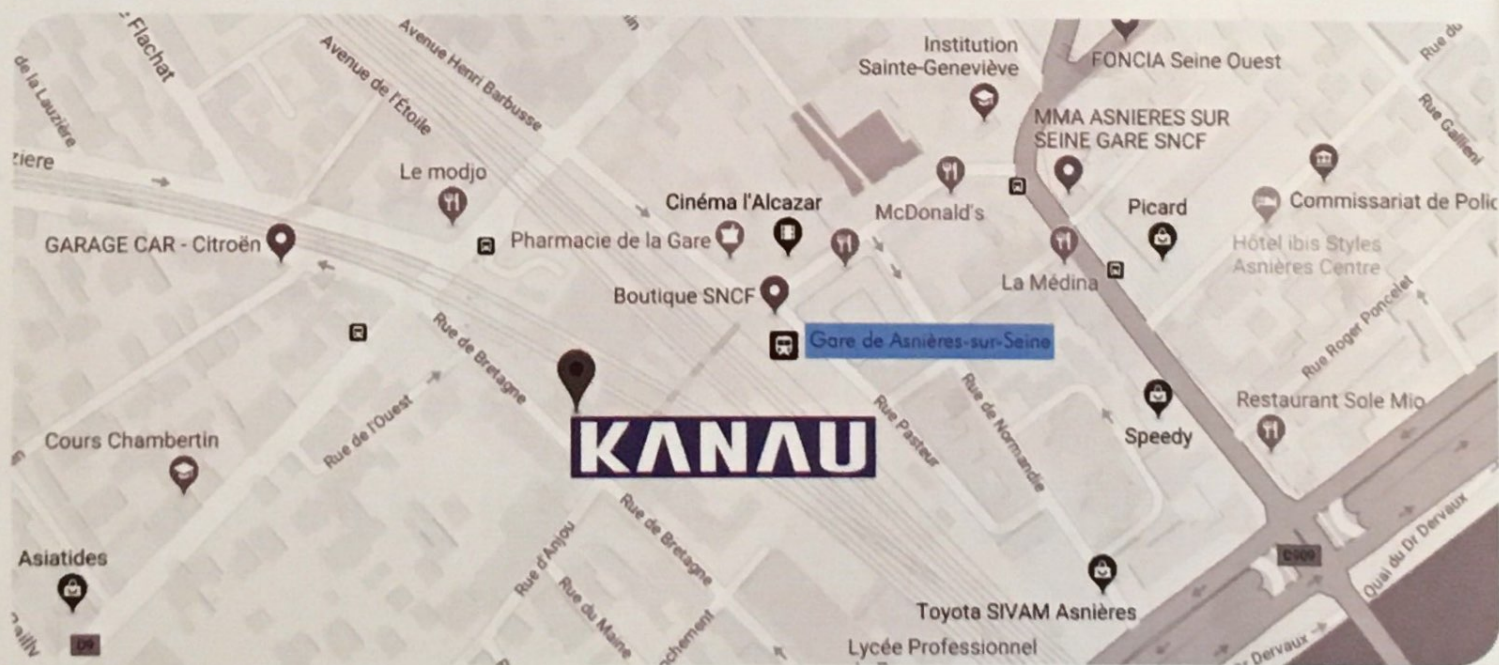 Flachat
de la Lauzière
Avenue Henri Barbusse
Avenue de l'Étoile
Institution
Sainte-Geneviève
FONCIA Seine Ouest
Rue du
Rue Gallieni
MMA ASNIERES SUR
SEINE GARE SNCF
ziere
Le modjo
Cinéma l'Alcazar
McDonald's
Picard
Commissariat de Polic
GARAGE CAR - Citroën
Pharmacie de la Gare
Hôtel ibis Styles
Asnières Centre
La Médina
Boutique SNCF
Gare de Asnières-sur-Seine
Rue de Bretagne
Rue Roger Poncelet
KANAU
Rue de l'Ouest
Rue Pasteur
Rue de Normandie
Restaurant Sole Mio
Speedy
Cours Chambertin
Rue de Bretagne
Rue d'Anjou
Rue du Maine
Quai du Dr Dervaux
D909
Asiatides
Toyota SIVAM Asnières
D9
Lycée Professionnel
Dr Dervaux